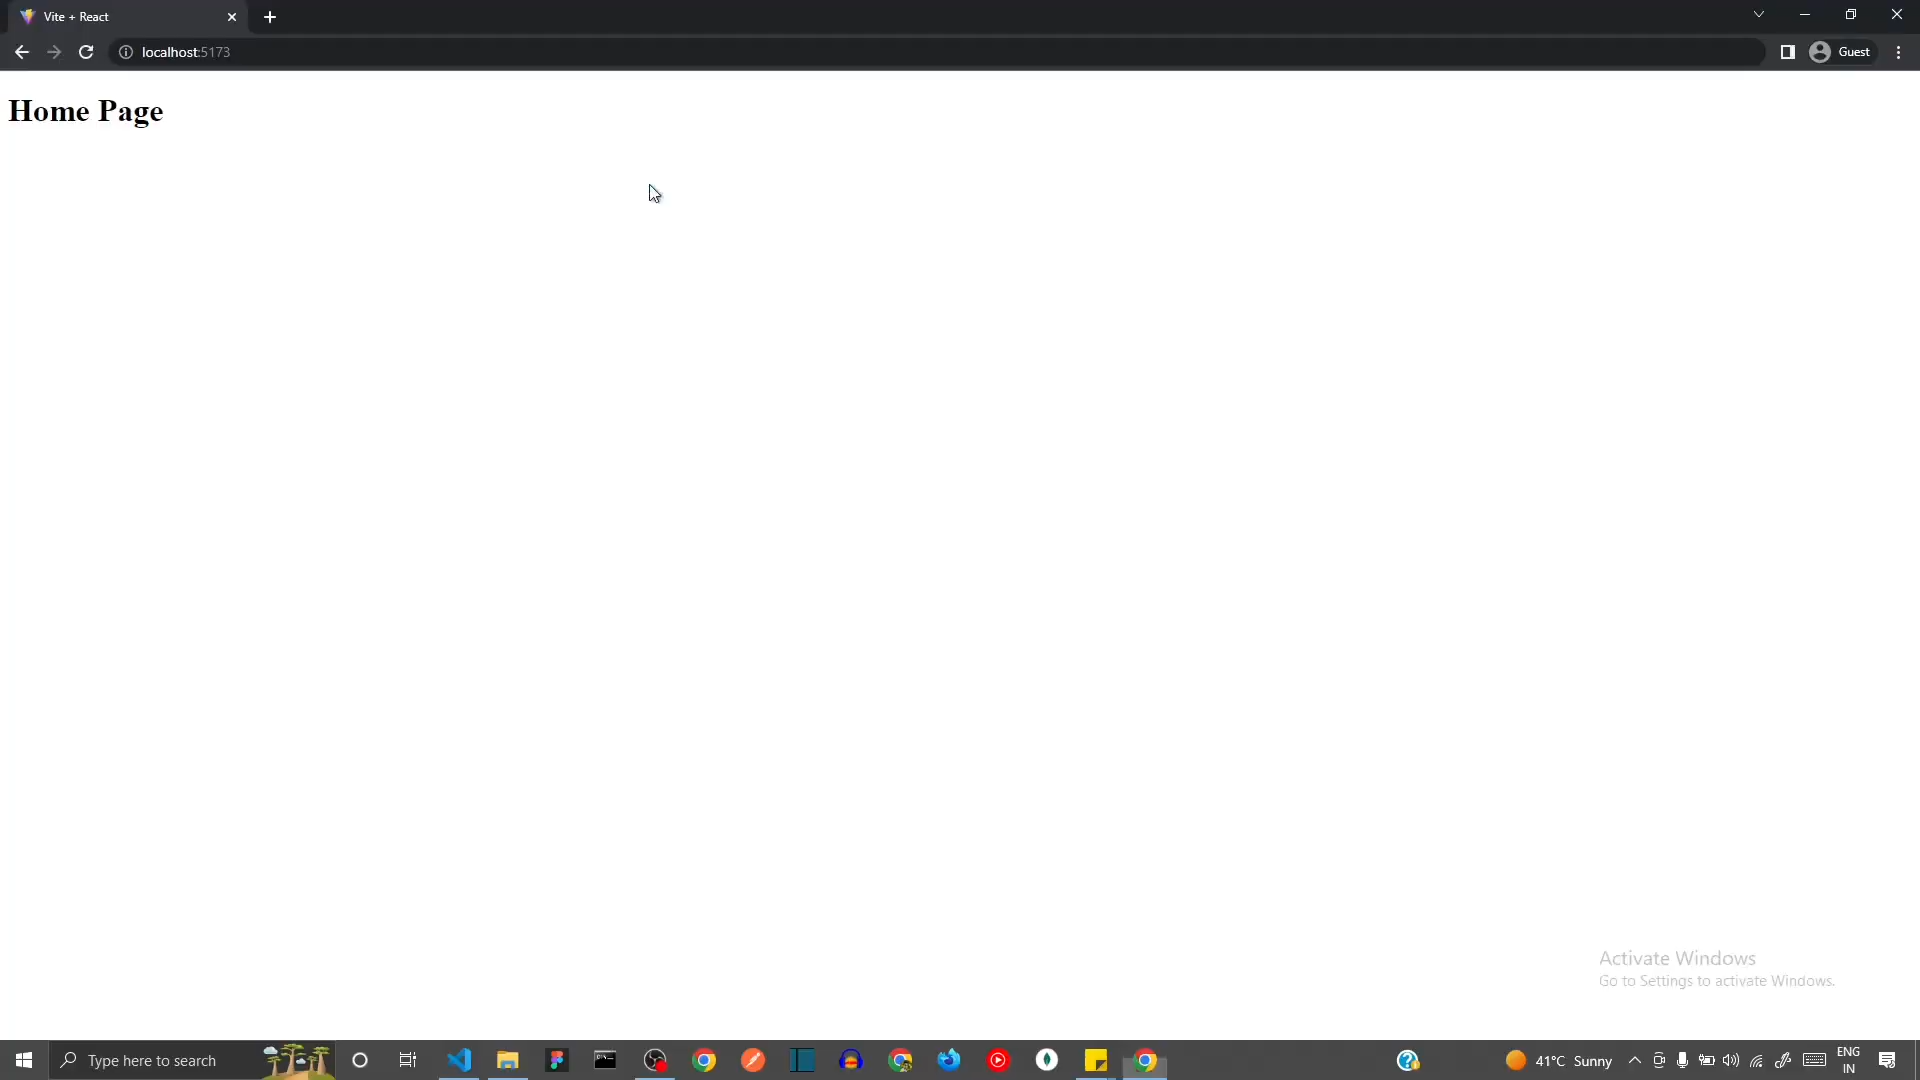 Vite + React
localhost:5173
Guest
Home Page
Activate Windows
Go to Settings to activate Windows.
Type here to search
41°C Sunny
ENG
IN